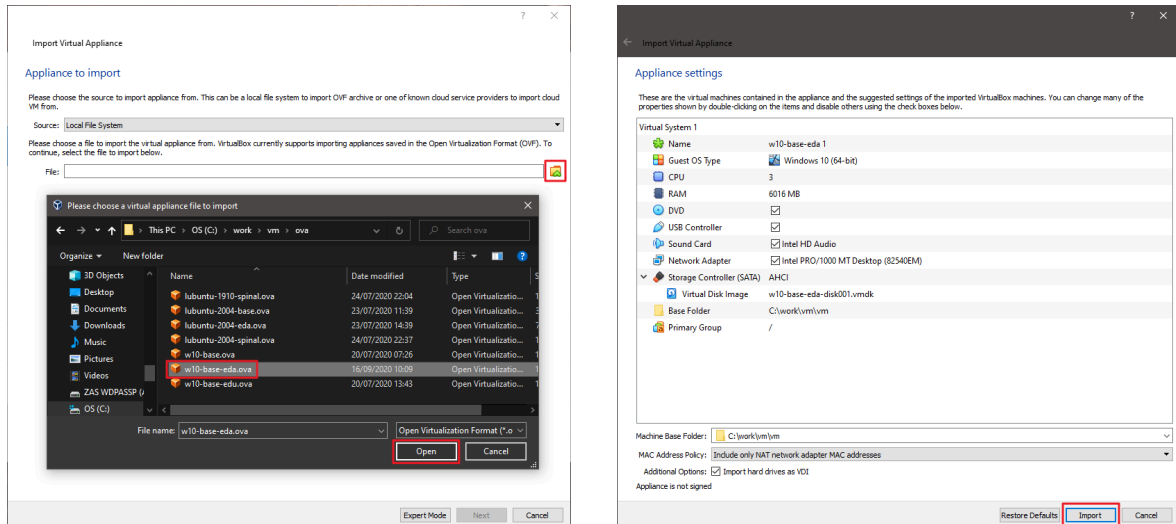 Import Virtual Appliance
Appliance to import
Please choose the source to import appliance from. This can be a local file system to import OVF archive or one of known cloud service providers to import cloud
VM from.
Source: Local File System
Please choose a file to import the virtual appliance from. VirtualBox currently supports importing appliances saved in the Open Virtualization Format (OVF). To
continue, select the file to import below.
File:
Please choose a virtual appliance file to import
This PC › OS (C:) › work › vm › ova
Search ova
Organize
New folder
3D Objects
Desktop
Documents
Downloads
Music
Pictures
Videos
ZAS WDPASSP (
OS (C:)
Name Date modified Type S
lubuntu-1910-spinal.ova 24/07/2020 22:04 Open Virtualizatio... 1
lubuntu-2004-base.ova 23/07/2020 11:39 Open Virtualizatio...
lubuntu-2004-eda.ova 23/07/2020 14:39 Open Virtualizatio...
lubuntu-2004-spinal.ova 24/07/2020 22:37 Open Virtualizatio... 1
w10-base.ova 20/07/2020 07:26 Open Virtualizatio... 1
w10-base-eda.ova 16/09/2020 10:09 Open Virtualizatio... 1
w10-base-edu.ova 20/07/2020 13:43 Open Virtualizatio... 1
File name: w10-base-eda.ova
Open Virtualization Format (*.o
Open Cancel
Expert Mode Next Cancel
Import Virtual Appliance
Appliance settings
These are the virtual machines contained in the appliance and the suggested settings of the imported VirtualBox machines. You can change many of the
properties shown by double-clicking on the items and disable others using the check boxes below.
Virtual System 1
Name w10-base-eda 1
Guest OS Type Windows 10 (64-bit)
CPU 3
RAM 6016 MB
DVD
USB Controller
Sound Card Intel HD Audio
Network Adapter Intel PRO/1000 MT Desktop (82540EM)
Storage Controller (SATA) AHCI
Virtual Disk Image w10-base-eda-disk001.vmdk
Base Folder C:\work\vm\vm
Primary Group /
Machine Base Folder: C:\work\vm\vm
MAC Address Policy: Include only NAT network adapter MAC addresses
Additional Options: Import hard drives as VDI
Appliance is not signed
Restore Defaults Import Cancel